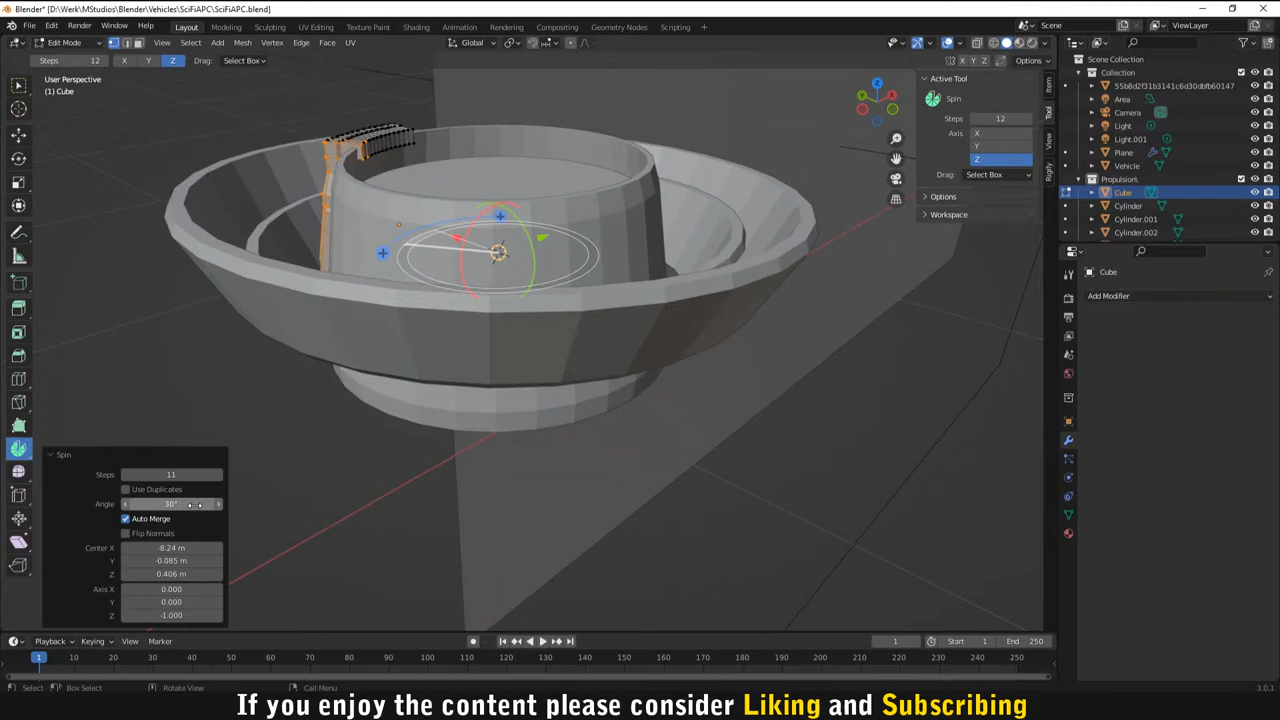 Blender* [D:\Werk\MStudios\Blender\Vehicles\SciFiAPC\SciFiAPC.blend]
File Edit Render Window Help Layout Modeling Sculpting UV Editing Texture Paint Shading Animation Rendering Compositing Geometry Nodes Scripting Scene ViewLayer
Edit Mode View Select Add Mesh Vertex Edge Face UV Global
Steps 12 X Y Z Drag: Select Box X Y Z Options
User Perspective
(1) Cube
Z
Y X
Active Tool
Spin
Steps 12
Axis X
Y
Z
Drag: Select Box
Options
Workspace
Item
Tool
View
Rigify
Scene Collection
Collection
55b8d2f31b3141c6d30dbfb60147
Area
Camera
Light
Light.001
Plane
Vehicle
Propulsion\
Cube
Cylinder
Cylinder.001
Cylinder.002
Cube
Add Modifier
Spin
Steps 11
Use Duplicates
Angle 30°
Auto Merge
Flip Normals
Center X -8.24 m
Y -0.085 m
Z 0.406 m
Axis X 0.000
Y 0.000
Z -1.000
Playback Keying View Marker 1 Start 1 End 250
1 10 20 30 40 50 60 70 80 90 100 110 120 130 140 150 160 170 180 190 200 210 220 230 240 250
Select Box Select Rotate View Call Menu 3.0.1
If you enjoy the content please consider Liking and Subscribing